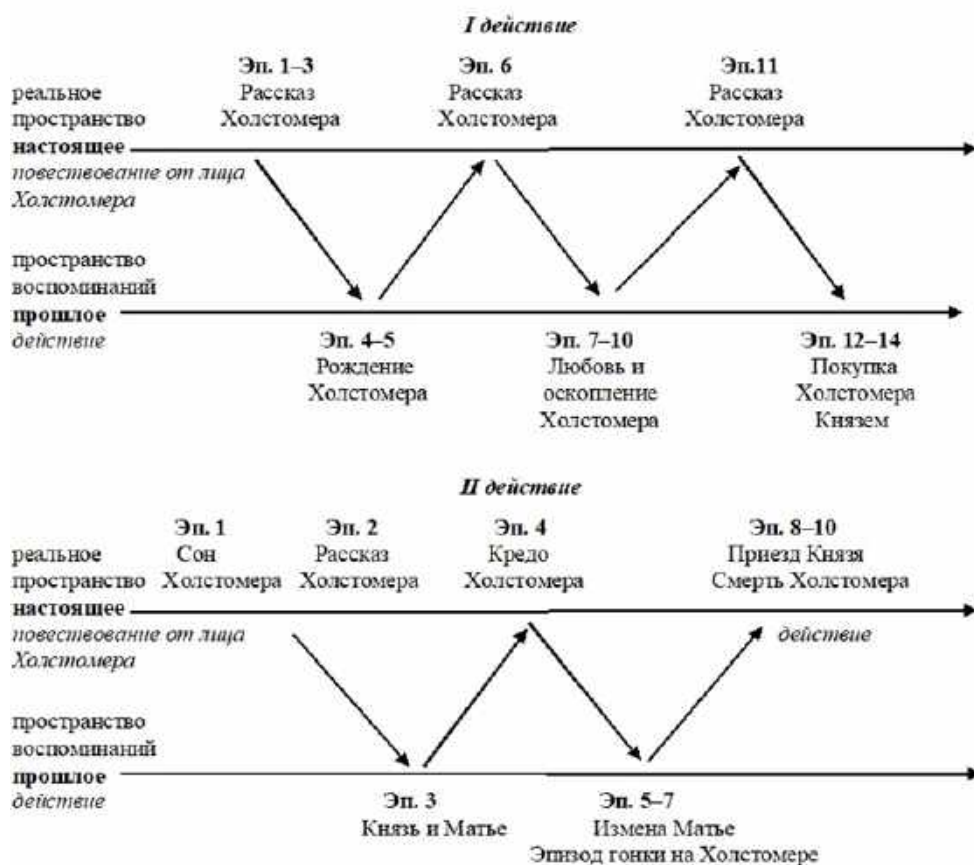 I действие
Эп. 1–3 Эп. 6 Эп.11
реальное Рассказ Рассказ Рассказ
пространство Холстомера Холстомера Холстомера
настоящее
повествование от лица
Холстомера
пространство
воспоминаний
прошлое
действие
Эп. 4–5 Эп. 7–10 Эп. 12–14
Рождение Любовь и Покупка
Холстомера оскопление Холстомера
Холстомера Князем
II действие
Эп. 1 Эп. 2 Эп. 4 Эп. 8–10
реальное Сон Рассказ Кредо Приезд Князя
пространство Холстомера Холстомера Холстомера Смерть Холстомера
настоящее
повествование от лица действие
Холстомера
пространство
воспоминаний
прошлое
действие
Эп. 3 Эп. 5–7
Князь и Матье Измена Матье
Эпизод гонки на Холстомере